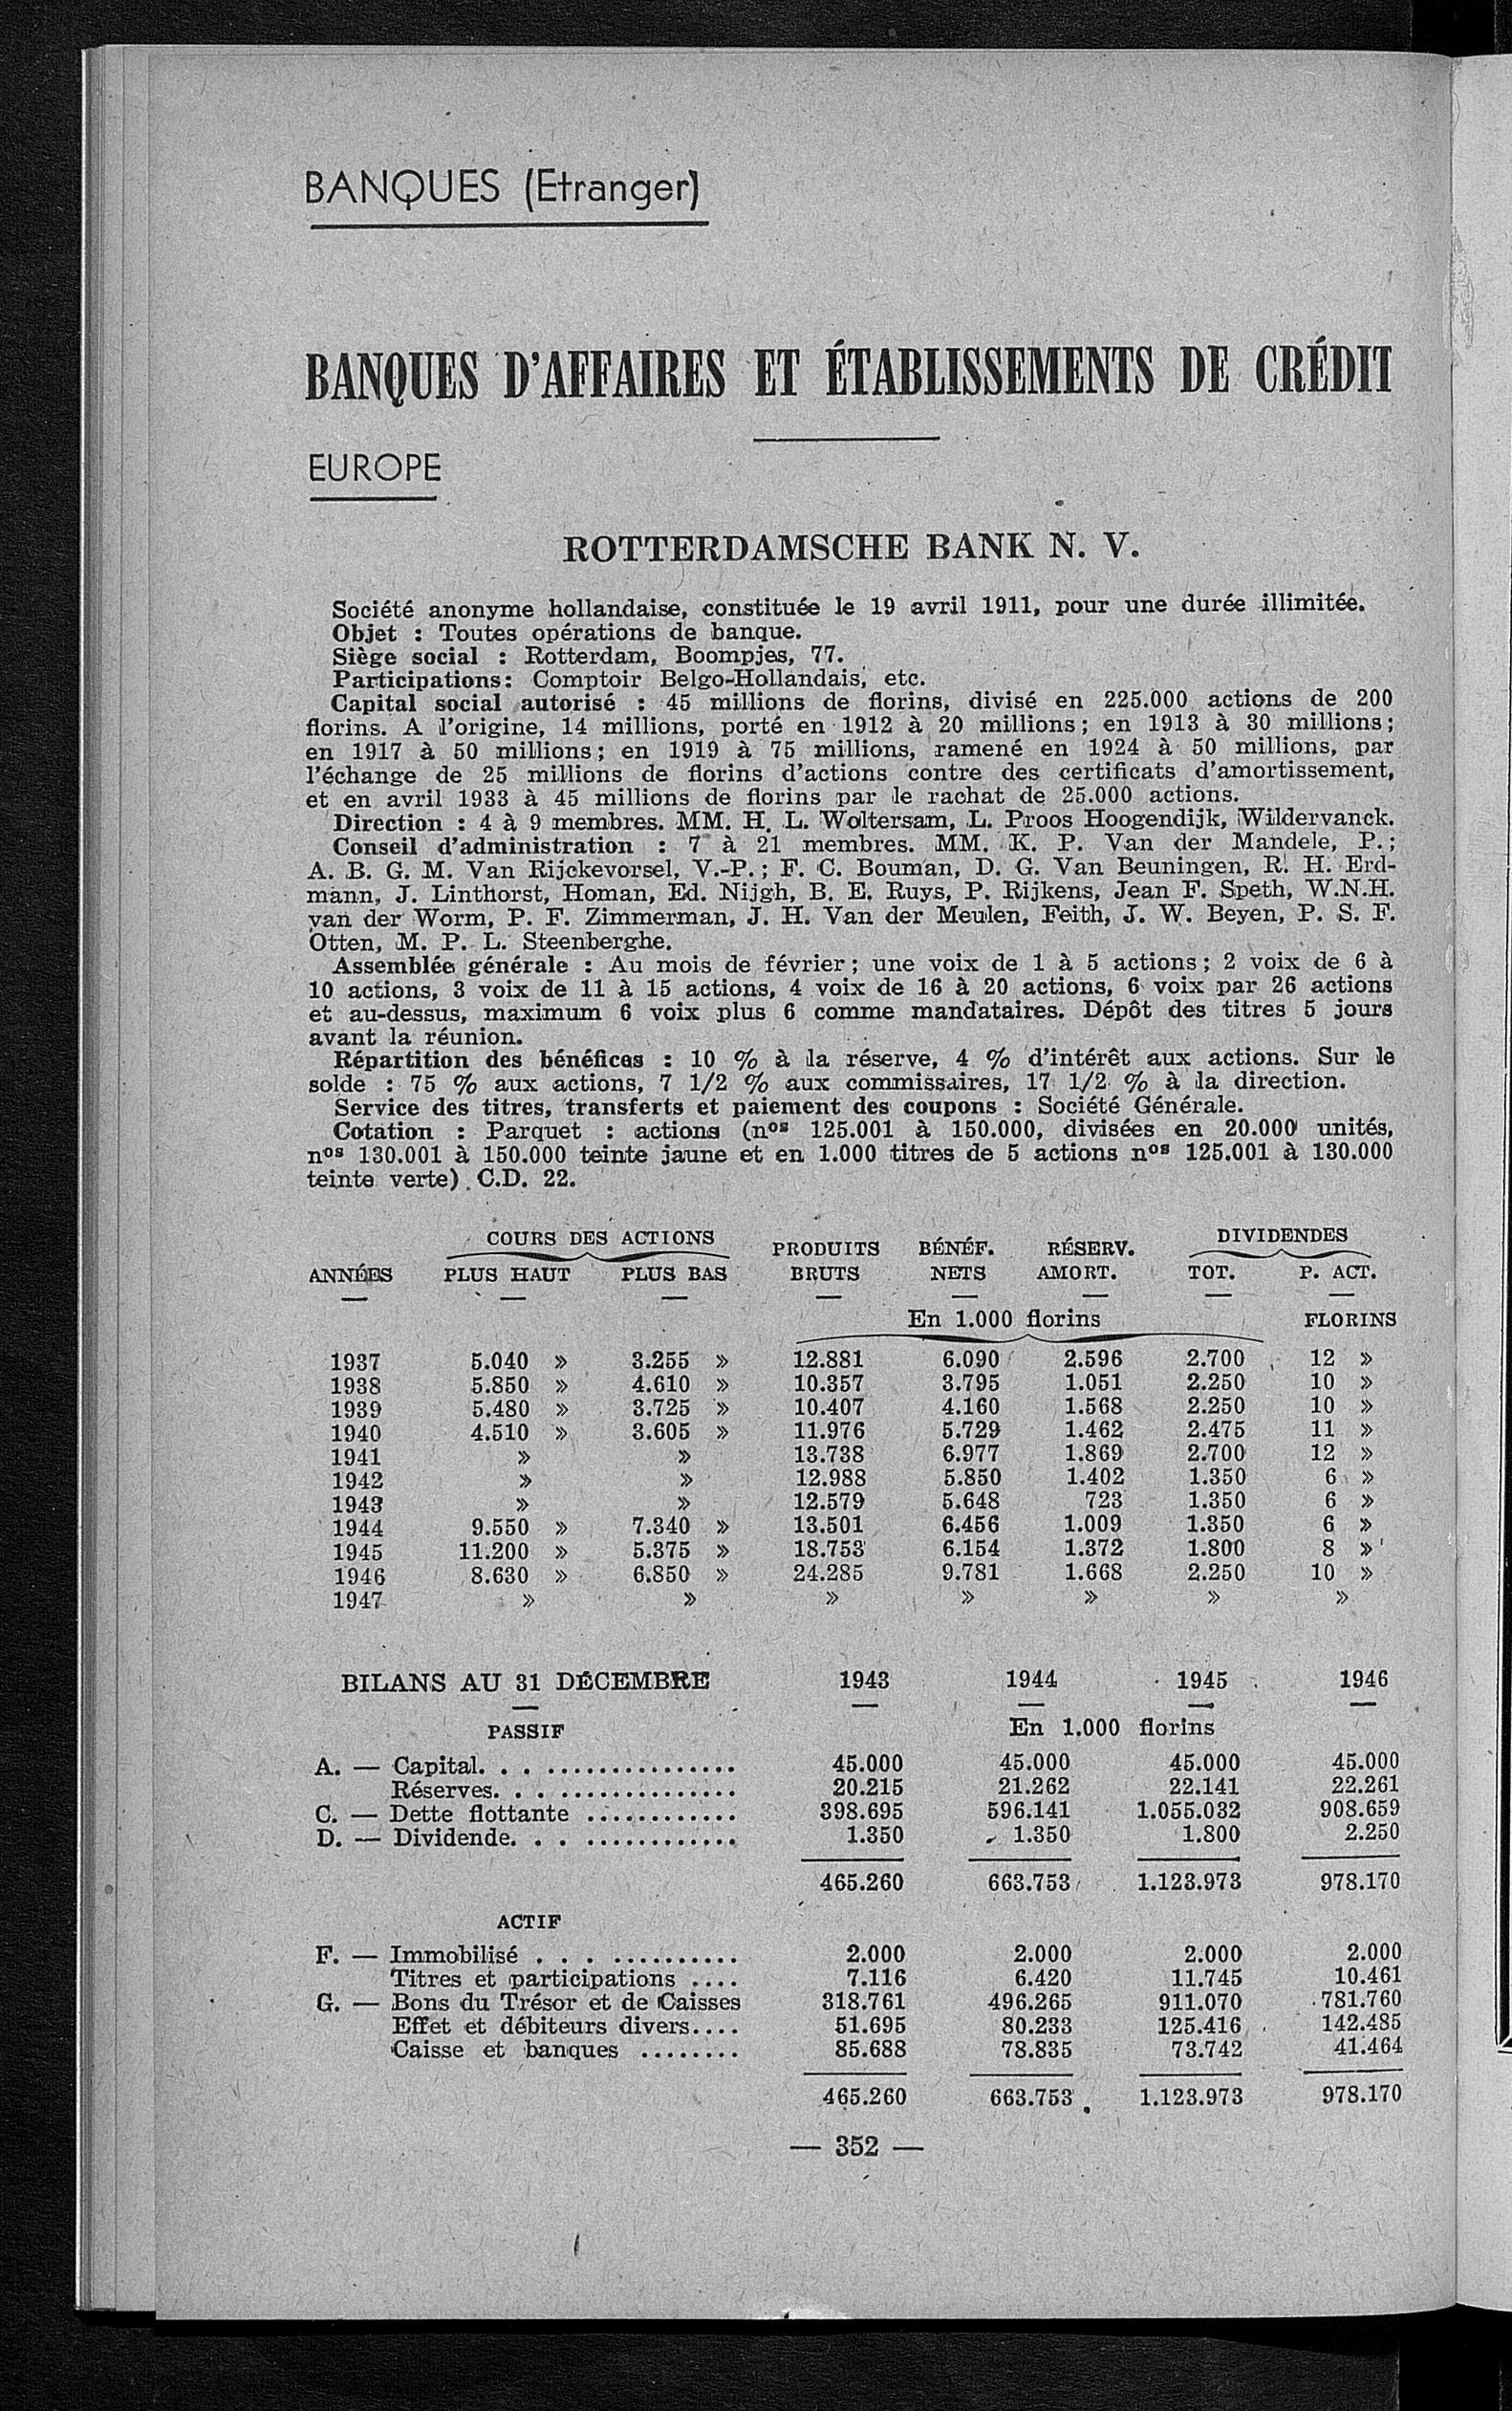 BANQUES (Etranger)
BANQUES D'AFFAIRES ET ÉTABLISSEMENTS DE CRÉDIT
EUROPE
ROTTERDAMSCHE BANK N. V.
Société anonyme hollandaise, constituée le 19 avril 1911, pour une durée illimitée.
Objet : Toutes opérations de banque.
Siège social : Rotterdam, Boompjes, 77.
Participations: Comptoir Belgo-Hollandais, etc.
Capital social autorisé : 45 millions de florins, divisé en 225.000 actions de 200
florins. A l'origine, 14 millions, porté en 1912 à 20 millions; en 1913 à 30 millions;
en 1917 à 50 millions; en 1919 à 75 millions, ramené en 1924 à 50 millions, par
l'échange de 25 millions de florins d'actions contre des certificats d'amortissement,
et en avril 1933 à 45 millions de florins par le rachat de 25.000 actions.
Direction : 4 à 9 membres. MM. H. L. Woltersam, L. Proos Hoogendijk, Wildervanck.
Conseil d'administration : 7 à 21 membres. MM. K. P. Van der Mandele, P.;
A. B. G. M. Van Rijckevorsel, V.-P.; F. C. Bouman, D. G. Van Beuningen, R. H. Erd-
mann, J. Linthorst, Homan, Ed. Nijgh, B. E. Ruys, P. Rijkens, Jean F. Speth, W.N.H.
van der Worm, P. F. Zimmerman, J. H. Van der Meulen, Feith, J. W. Beyen, P. S. F.
Otten, M. P. L. Steenberghe.
Assemblée générale : Au mois de février; une voix de 1 à 5 actions; 2 voix de 6 à
10 actions, 3 voix de 11 à 15 actions, 4 voix de 16 à 20 actions, 6 voix par 26 actions
et au-dessus, maximum 6 voix plus 6 comme mandataires. Dépôt des titres 5 jours
avant la réunion.
Répartition des bénéfices : 10 % à la réserve, 4 % d'intérêt aux actions. Sur le
solde : 75 % aux actions, 7 1/2 % aux commissaires, 17 1/2 % à la direction.
Service des titres, transferts et paiement des coupons : Société Générale.
Cotation : Parquet : actions (nos 125.001 à 150.000, divisées en 20.000 unités,
nos 130.001 à 150.000 teinte jaune et en 1.000 titres de 5 actions nos 125.001 à 130.000
teinte verte). C.D. 22.
COURS DES ACTIONS PRODUITS BÉNÉF. RÉSERV. DIVIDENDES
ANNÉES PLUS HAUT PLUS BAS BRUTS NETS AMORT. TOT. P. ACT.
En 1.000 florins FLORINS
1937 5.040 » 3.255 » 12.881 6.090 2.596 2.700 12 »
1938 5.850 » 4.610 » 10.357 3.795 1.051 2.250 10 »
1939 5.480 » 3.725 » 10.407 4.160 1.568 2.250 10 »
1940 4.510 » 3.605 » 11.976 5.729 1.462 2.475 11 »
1941 » » 13.738 6.977 1.869 2.700 12 »
1942 » » 12.988 5.850 1.402 1.350 6 »
1943 » » 12.579 5.648 723 1.350 6 »
1944 9.550 » 7.340 » 13.501 6.456 1.009 1.350 6 »
1945 11.200 » 5.375 » 18.753 6.154 1.372 1.800 8 »
1946 8.630 » 6.850 » 24.285 9.781 1.668 2.250 10 »
1947 » » » » » » »
BILANS AU 31 DÉCEMBRE 1943 1944 1945 1946
PASSIF En 1.000 florins
A. — Capital. . . ............... 45.000 45.000 45.000 45.000
Réserves. . . .............. 20.215 21.262 22.141 22.261
C. — Dette flottante ............ 398.695 596.141 1.055.032 908.659
D. — Dividende. . . ............ 1.350 1.350 1.800 2.250
465.260 663.753 1.123.973 978.170
ACTIF
F. — Immobilisé . . . ........... 2.000 2.000 2.000 2.000
Titres et participations .... 7.116 6.420 11.745 10.461
G. — Bons du Trésor et de Caisses 318.761 496.265 911.070 781.760
Effet et débiteurs divers.... 51.695 80.233 125.416 142.485
Caisse et banques ........ 85.688 78.835 73.742 41.464
465.260 663.753 1.123.973 978.170
— 352 —